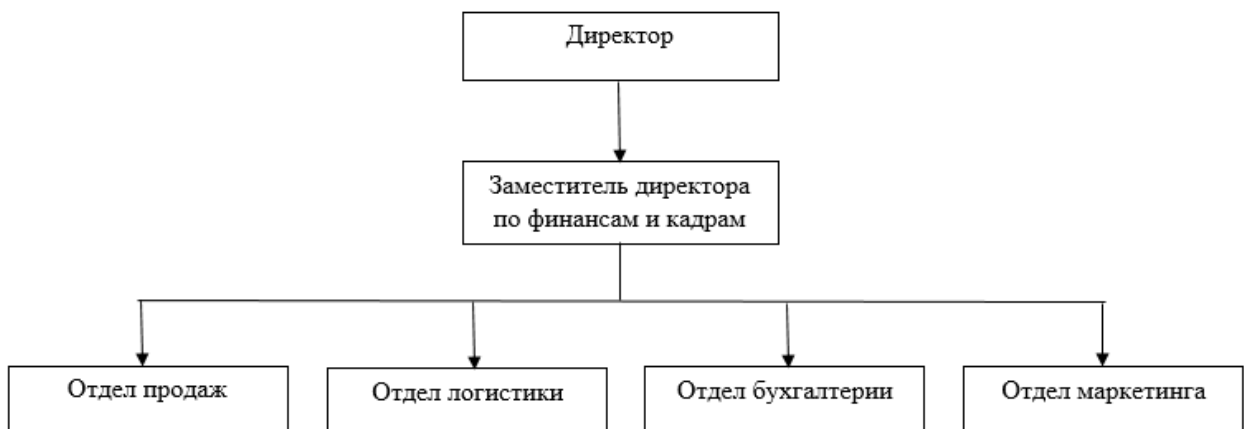 Директор
Заместитель директора
по финансам и кадрам
Отдел продаж
Отдел логистики
Отдел бухгалтерии
Отдел маркетинга